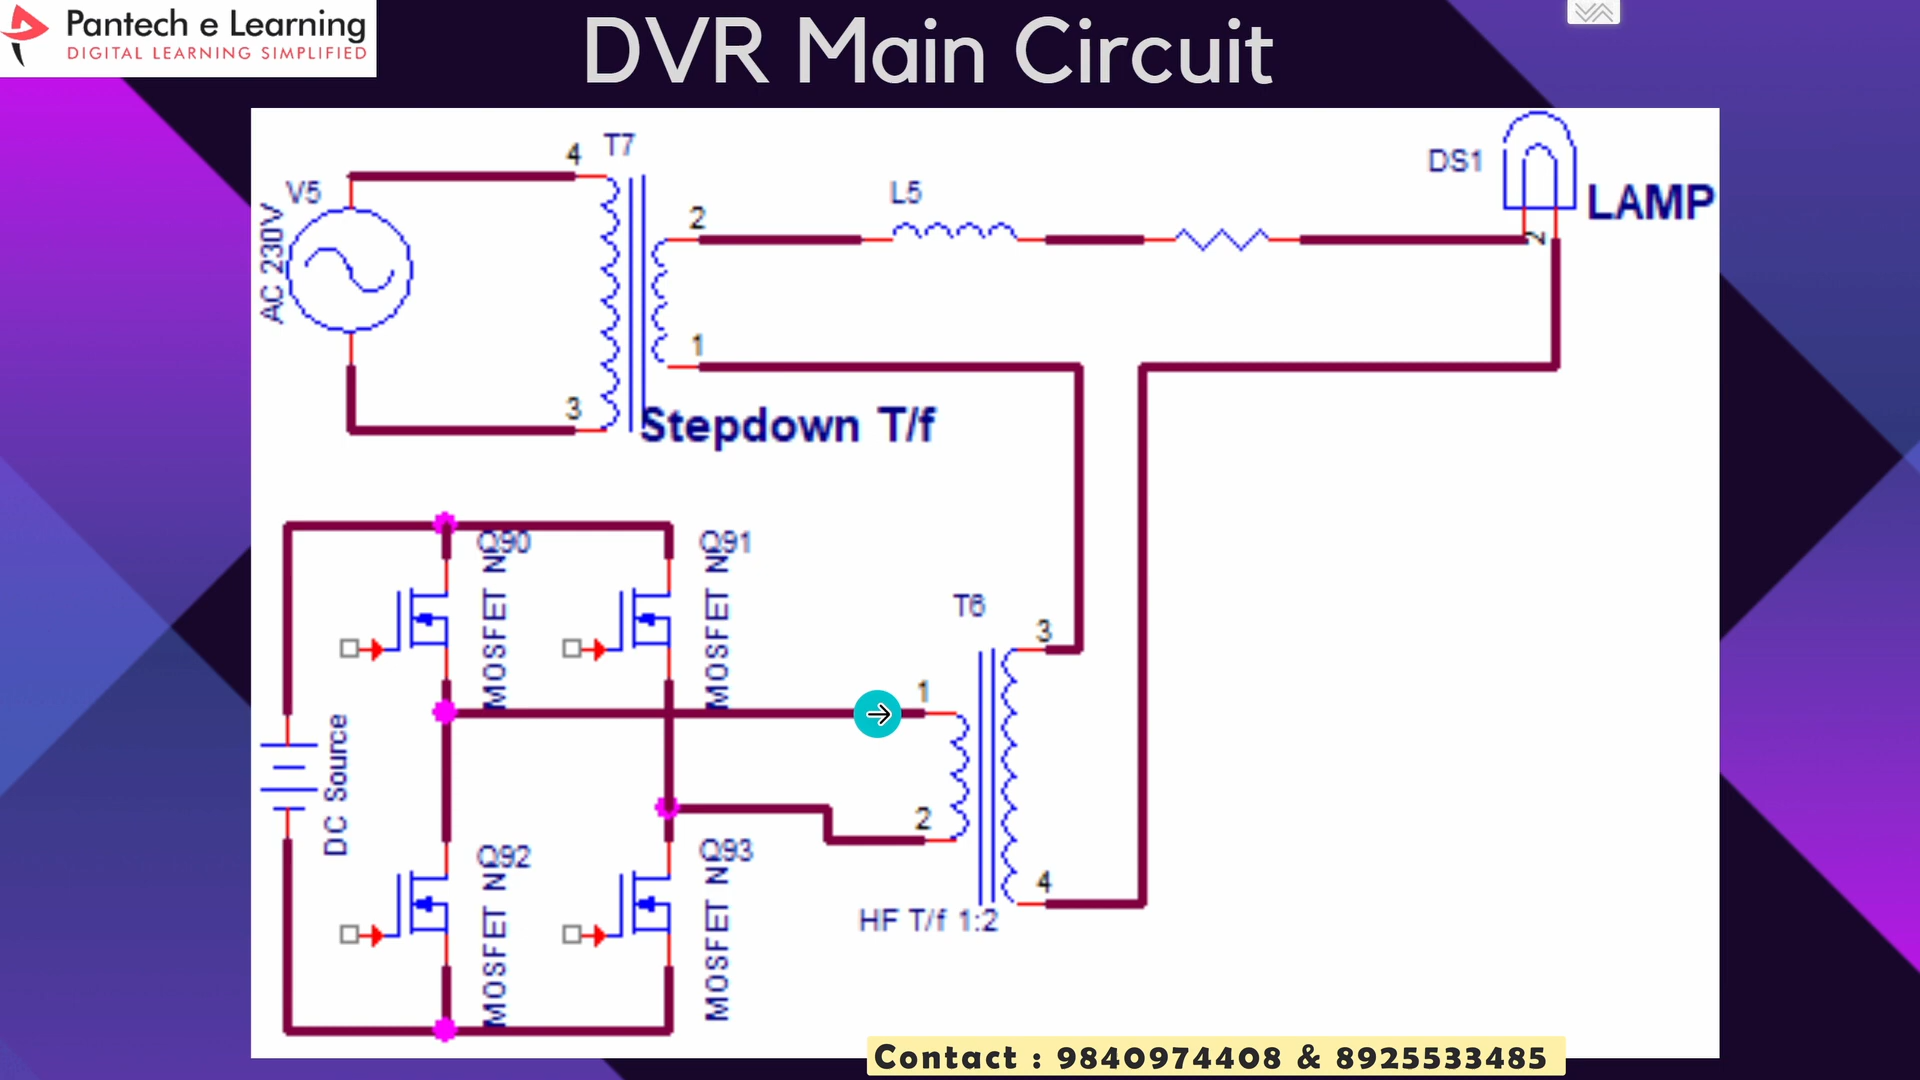 Pantech e Learning
DIGITAL LEARNING SIMPLIFIED
DVR Main Circuit
T7
4
V5
AC 230V
2
L5
DS1
LAMP
2
1
3
Stepdown T/f
Q90
MOSFET N
Q91
MOSFET N
T6
3
1
DC Source
2
Q92
MOSFET N
Q93
MOSFET N
4
HF T/f 1:2
Contact : 9840974408 & 8925533485